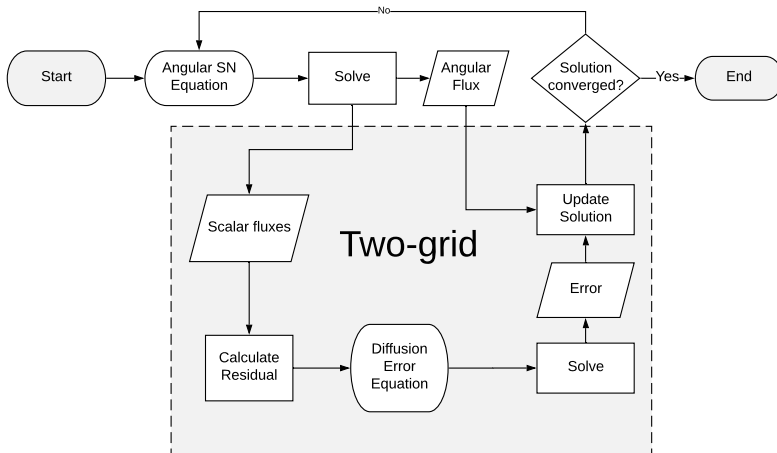 No
Start
Angular SN
Equation
Solve
Angular
Flux
Solution
converged?
Yes
End
Scalar fluxes
Two-grid
Update
Solution
Error
Calculate
Residual
Diffusion
Error
Equation
Solve